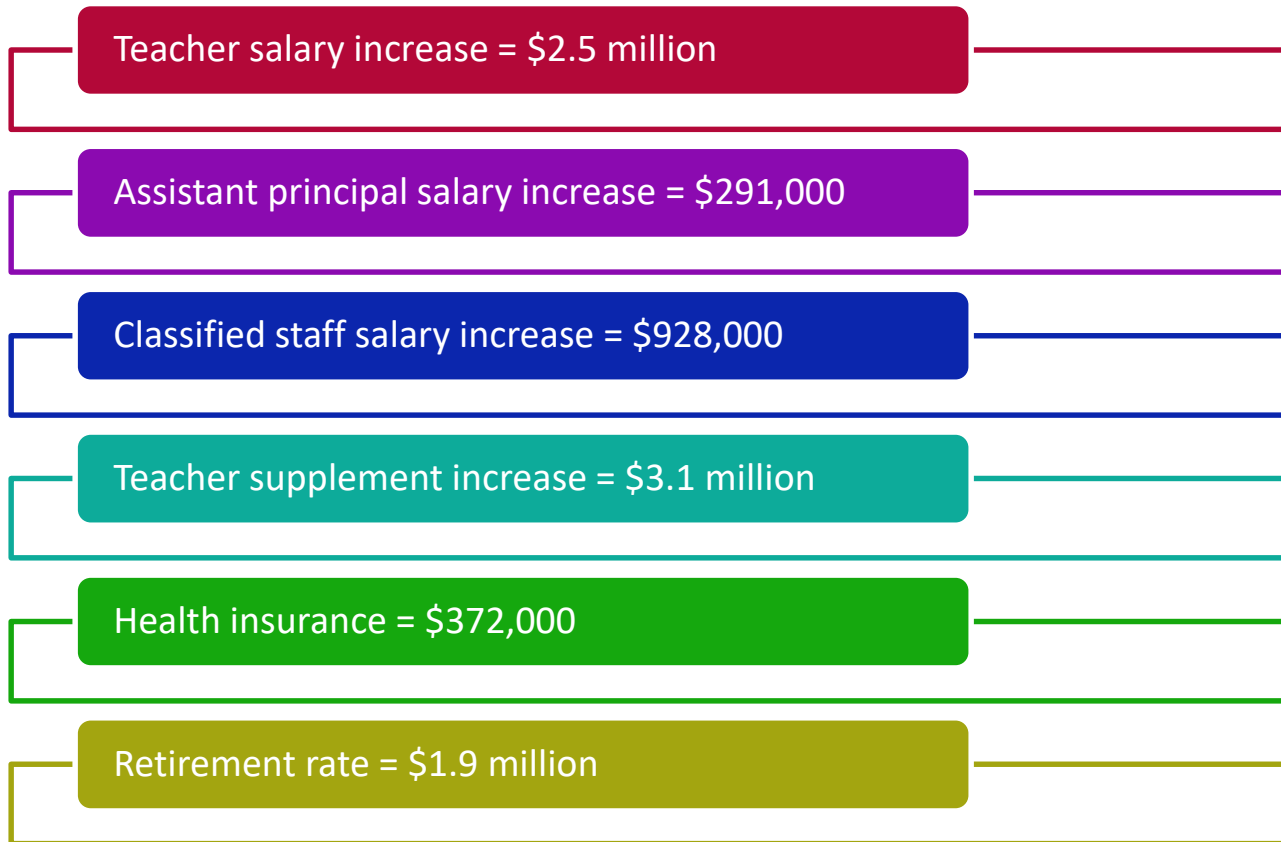 Teacher salary increase = $2.5 million
Assistant principal salary increase = $291,000
Classified staff salary increase = $928,000
Teacher supplement increase = $3.1 million
Health insurance = $372,000
Retirement rate = $1.9 million